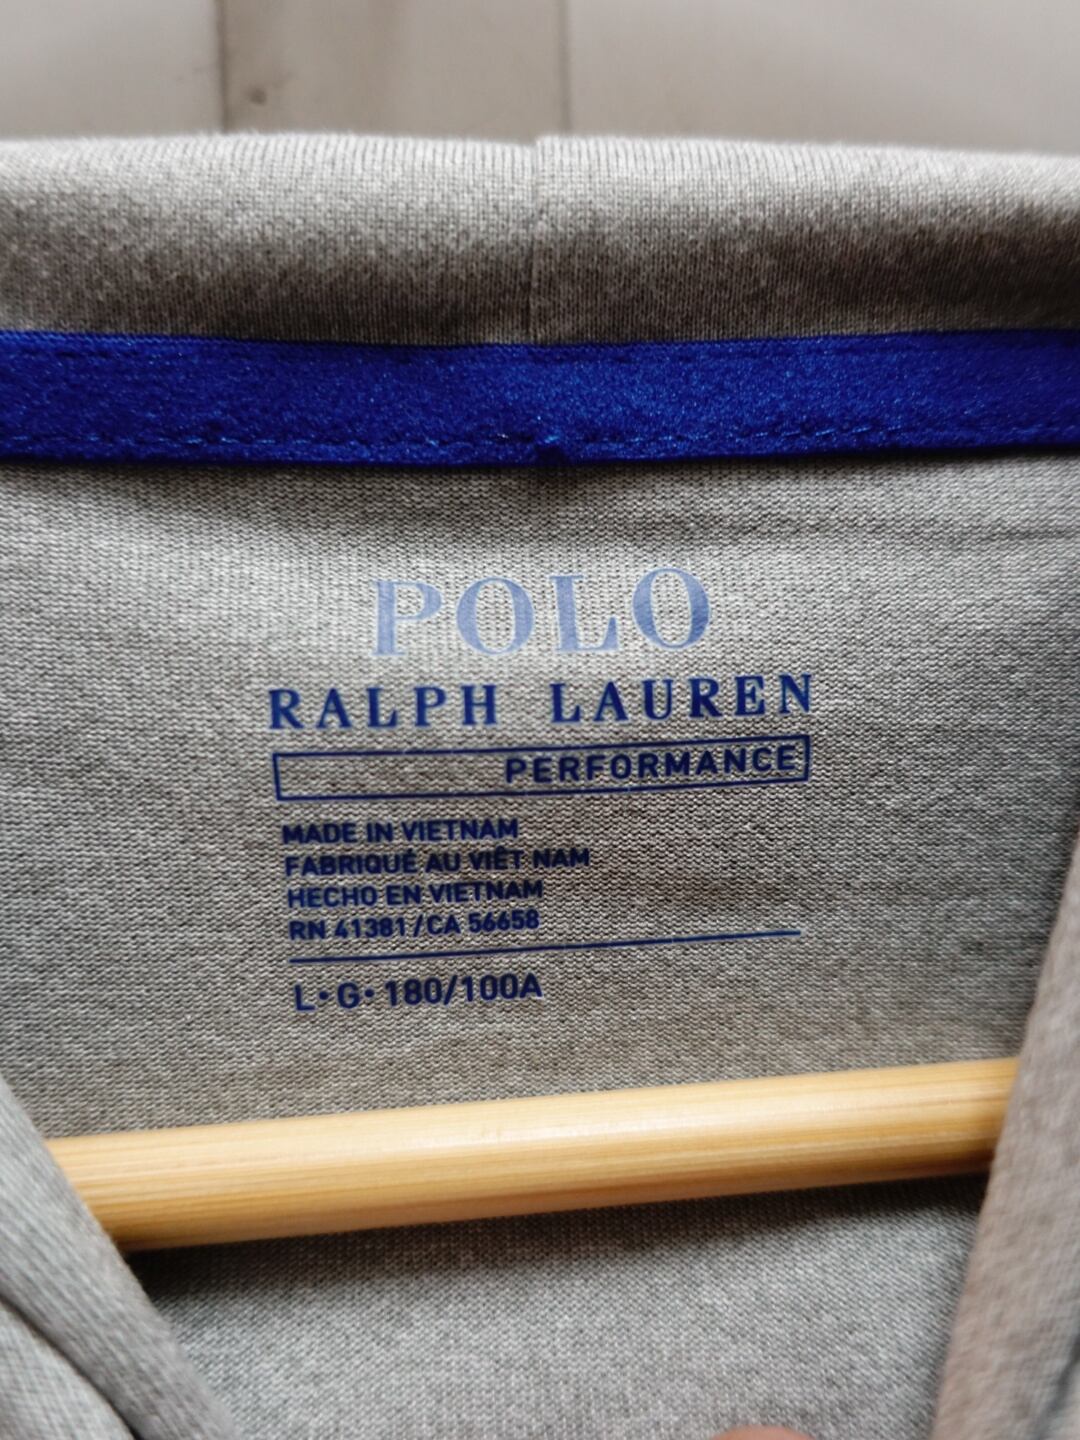 POLO
RALPH LAUREN
PERFORMANCE
MADE IN VIETNAM
FABRIQUÉ AU VIÊT NAM
HECHO EN VIETNAM
RN 41381/CA 56658
L•G•180/100A